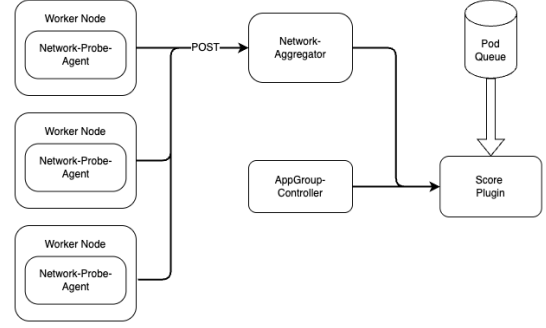 Worker Node
Network-Probe-
Agent
POST
Network-
Aggregator
Pod
Queue
Worker Node
Network-Probe-
Agent
AppGroup-
Controller
Score
Plugin
Worker Node
Network-Probe-
Agent